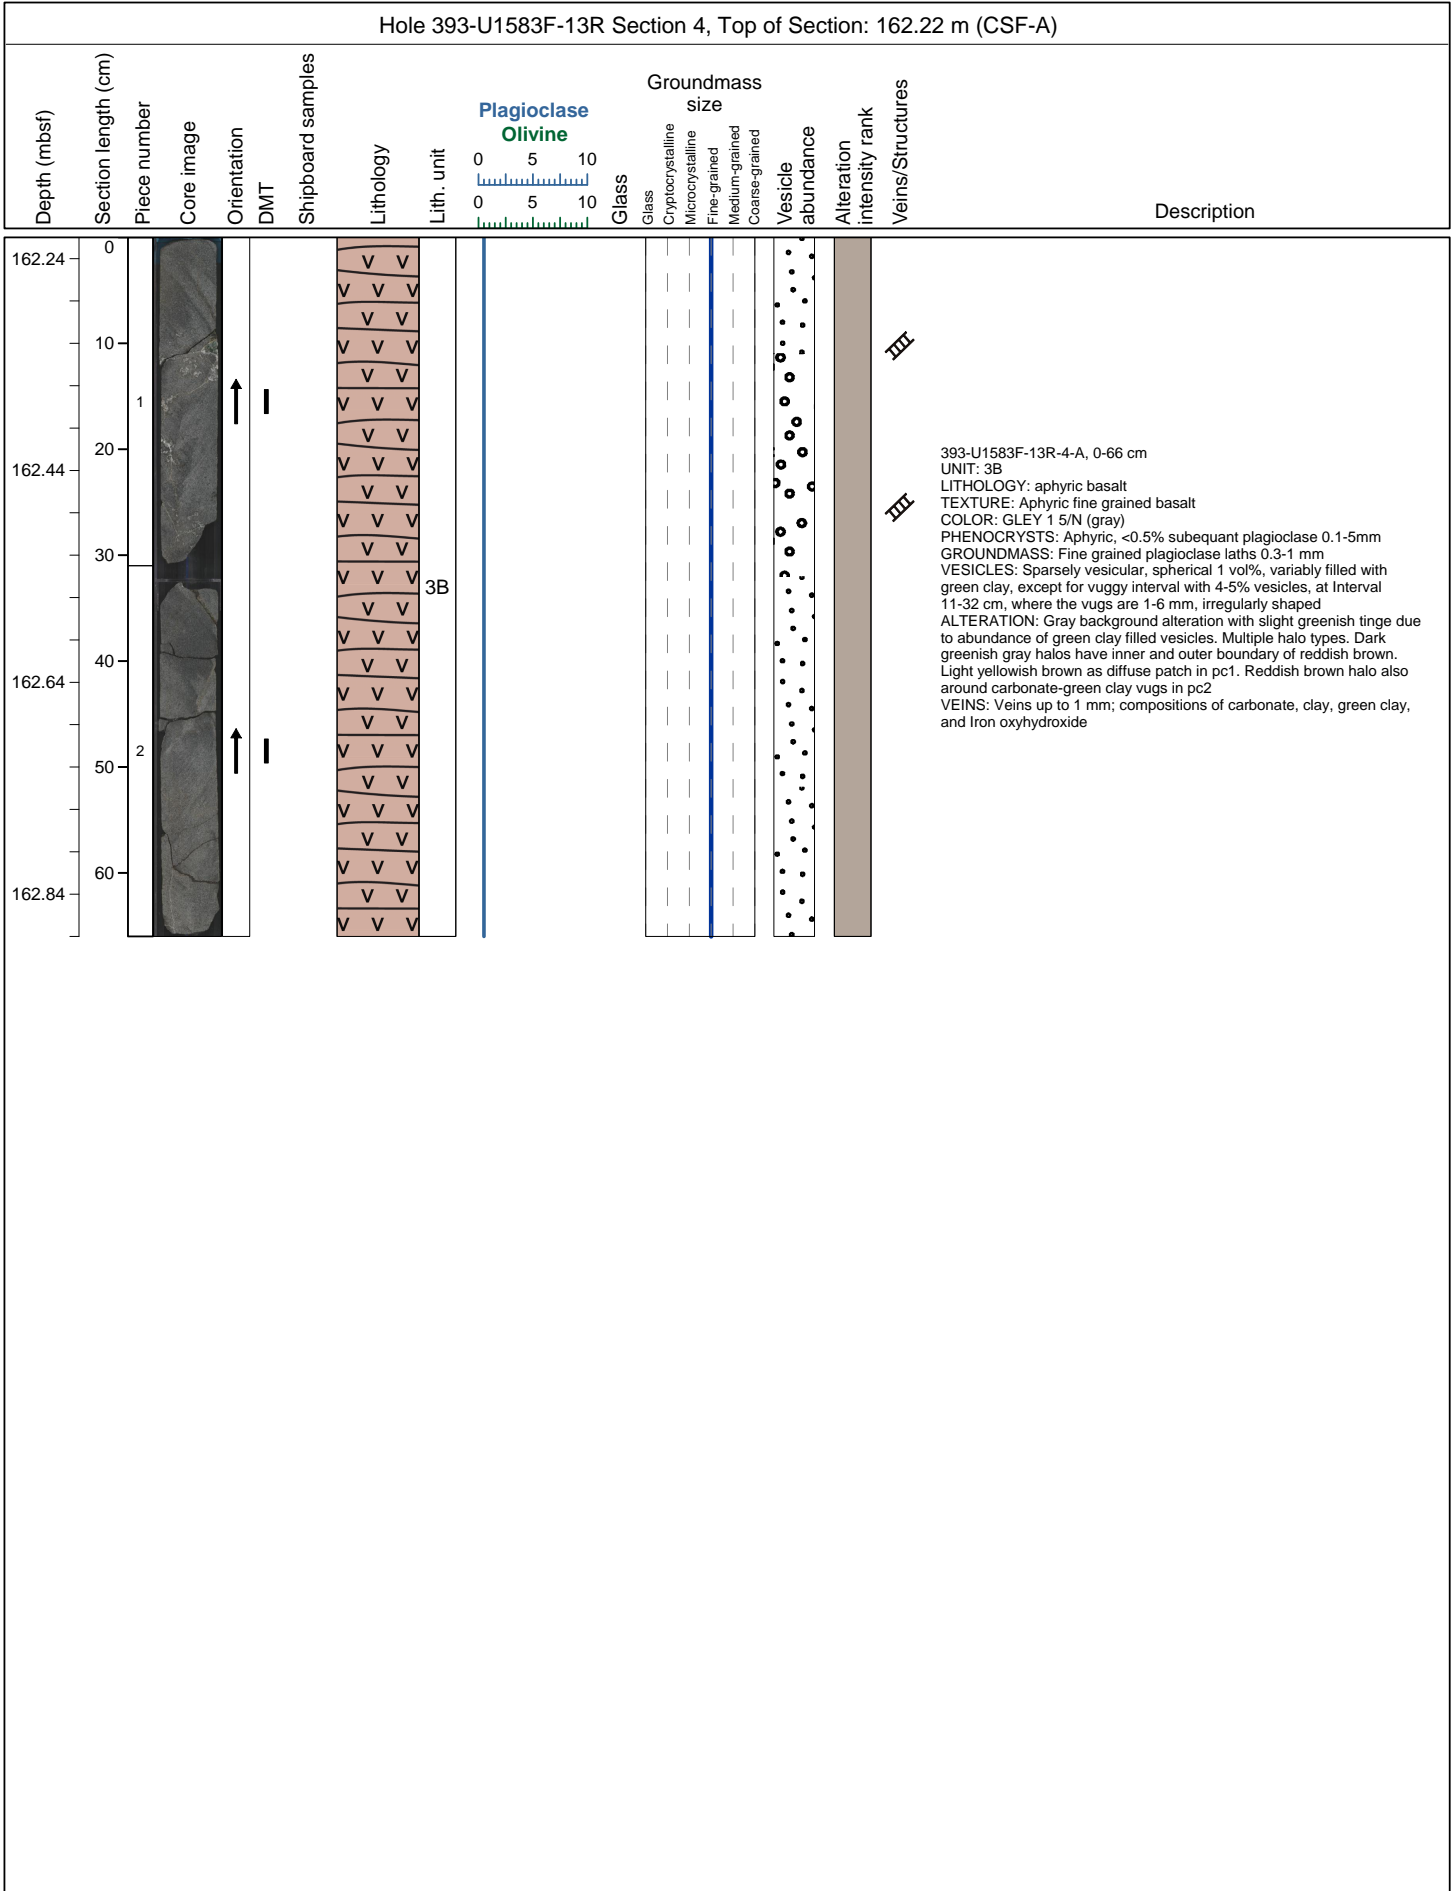 Hole 393-U1583F-13R Section 4, Top of Section: 162.22 m (CSF-A)
Depth (mbsf)
Section length (cm)
Piece number
Core image
Orientation
DMT
Shipboard samples
Lithology
Lith. unit
Plagioclase
Olivine
0 5 10
0 5 10
Glass
Groundmass
size
Glass
Cryptocrystalline
Microcrystalline
Fine-grained
Medium-grained
Coarse-grained
Vesicle
abundance
Alteration
intensity rank
Veins/Structures
Description
162.24
162.44
162.64
162.84
0
10
20
30
40
50
60
1
2
3B
393-U1583F-13R-4-A, 0-66 cm
UNIT: 3B
LITHOLOGY: aphyric basalt
TEXTURE: Aphyric fine grained basalt
COLOR: GLEY 1 5/N (gray)
PHENOCRYSTS: Aphyric, <0.5% subequant plagioclase 0.1-5mm
GROUNDMASS: Fine grained plagioclase laths 0.3-1 mm
VESICLES: Sparsely vesicular, spherical 1 vol%, variably filled with
green clay, except for vuggy interval with 4-5% vesicles, at Interval
11-32 cm, where the vugs are 1-6 mm, irregularly shaped
ALTERATION: Gray background alteration with slight greenish tinge due
to abundance of green clay filled vesicles. Multiple halo types. Dark
greenish gray halos have inner and outer boundary of reddish brown.
Light yellowish brown as diffuse patch in pc1. Reddish brown halo also
around carbonate-green clay vugs in pc2
VEINS: Veins up to 1 mm; compositions of carbonate, clay, green clay,
and Iron oxyhydroxide